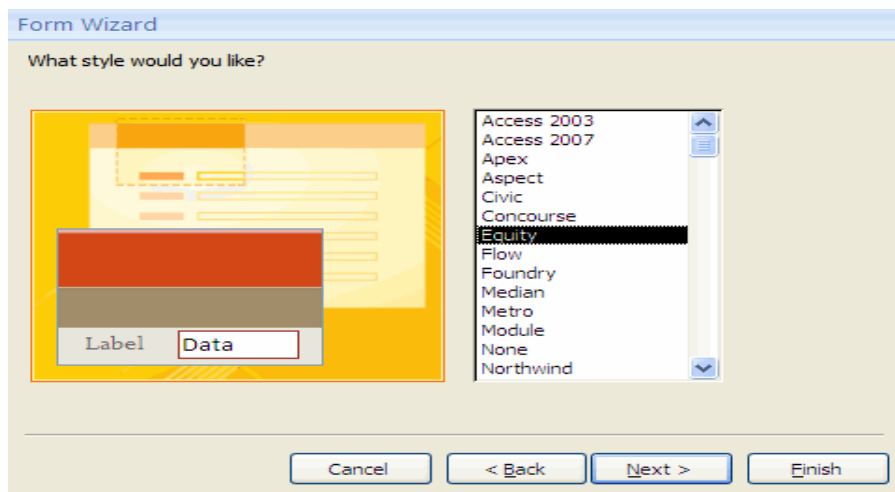 Form Wizard
What style would you like?
Label
Data
Access 2003
Access 2007
Apex
Aspect
Civic
Concourse
Equity
Flow
Foundry
Median
Metro
Module
None
Northwind
Cancel
< Back
Next >
Finish